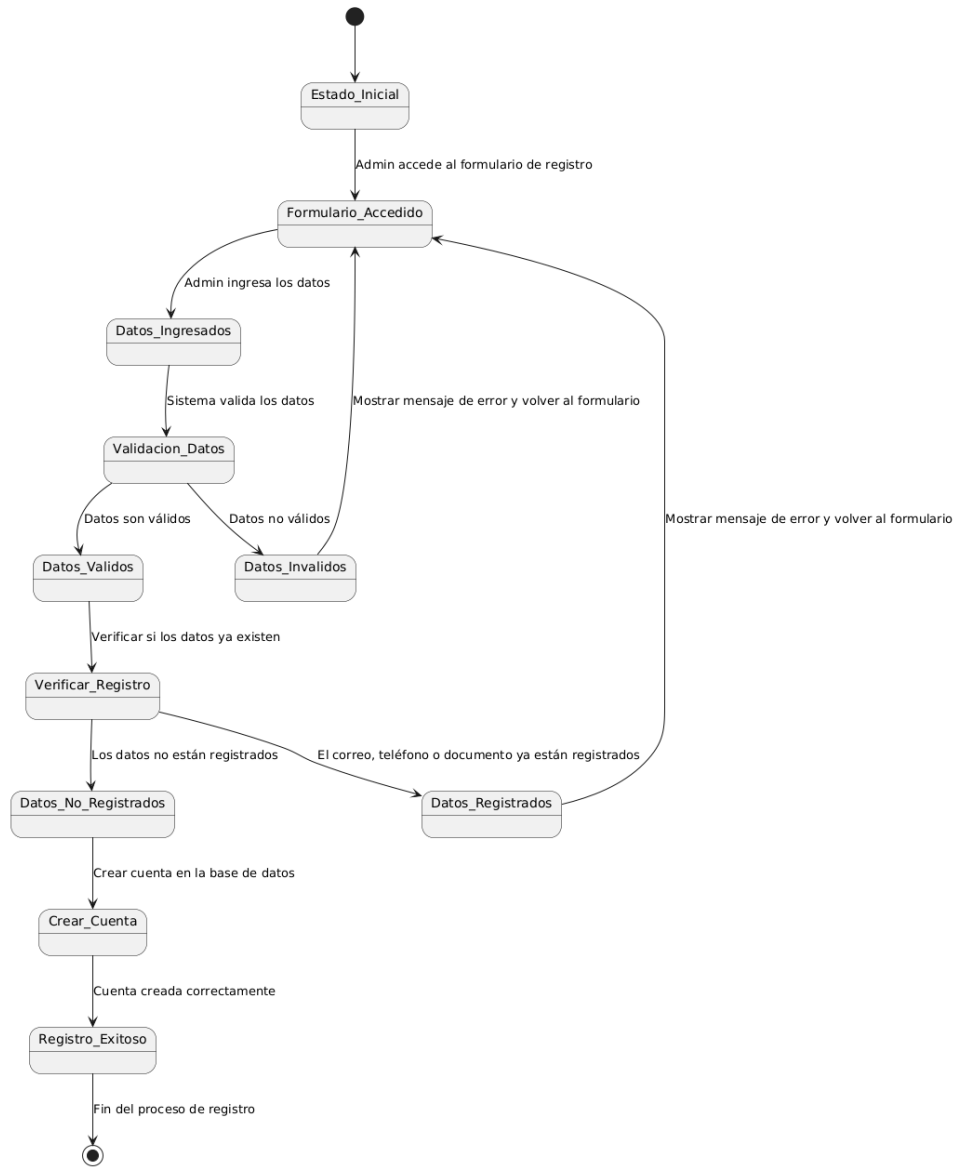 Estado_Inicial
Admin accede al formulario de registro
Formulario_Accedido
Admin ingresa los datos
Datos_Ingresados
Sistema valida los datos
Mostrar mensaje de error y volver al formulario
Validacion_Datos
Datos son válidos
Datos no válidos
Mostrar mensaje de error y volver al formulario
Datos_Validos
Datos_Invalidos
Verificar si los datos ya existen
Verificar_Registro
Los datos no están registrados
El correo, teléfono o documento ya están registrados
Datos_No_Registrados
Datos_Registrados
Crear cuenta en la base de datos
Crear_Cuenta
Cuenta creada correctamente
Registro_Exitoso
Fin del proceso de registro